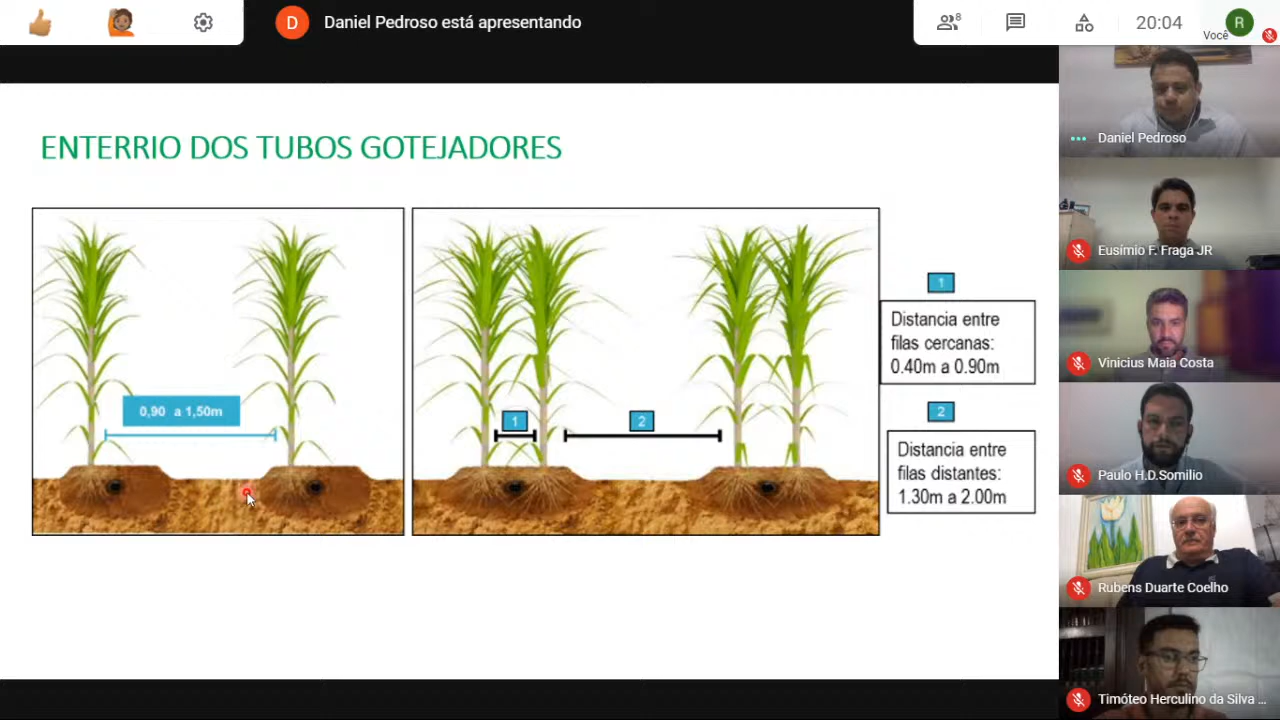 D
Daniel Pedroso está apresentando
8
20:04
Você
R
ENTERRIO DOS TUBOS GOTEJADORES
0,90 a 1,50m
1
2
1
Distancia entre
filas cercanas:
0.40m a 0.90m
2
Distancia entre
filas distantes:
1.30m a 2.00m
Daniel Pedroso
Eusímio F. Fraga JR
Vinicius Maia Costa
Paulo H.D.Somilio
Rubens Duarte Coelho
Timóteo Herculino da Silva ...